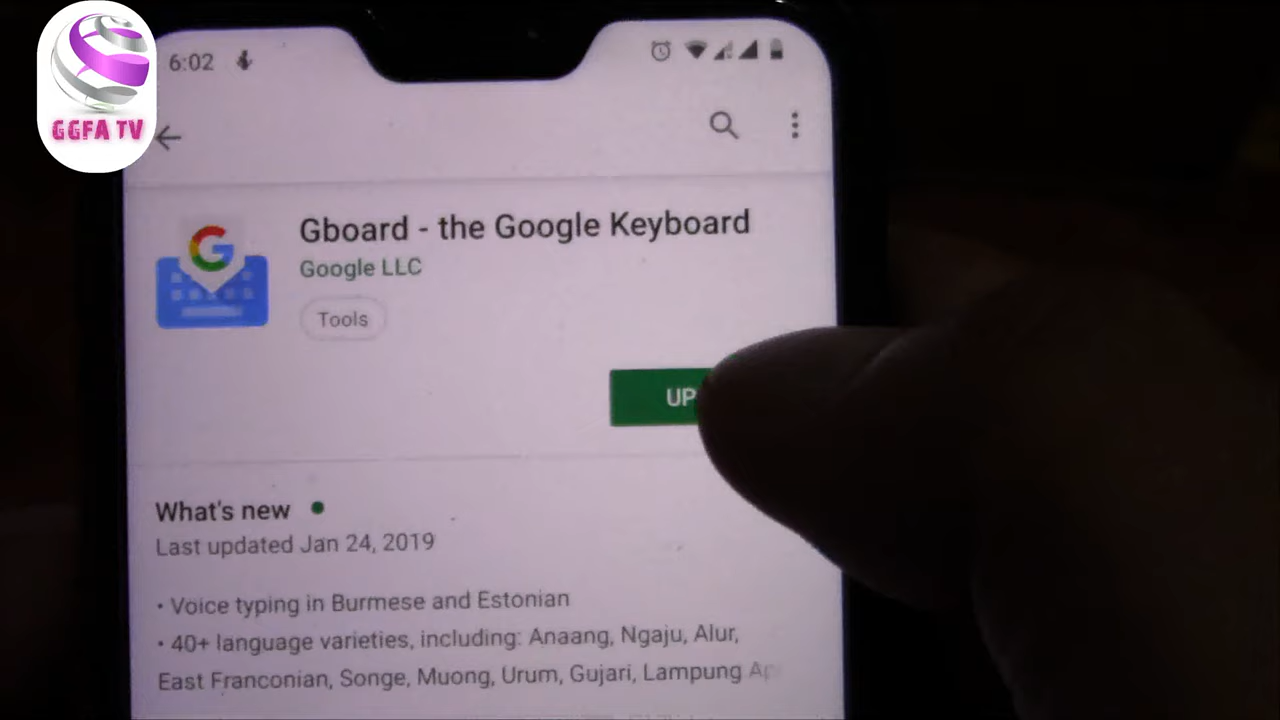 GGFA TV
6:02
Gboard - the Google Keyboard
Google LLC
Tools
UP
What's new
Last updated Jan 24, 2019
• Voice typing in Burmese and Estonian
• 40+ language varieties, including: Anaang, Ngaju, Alur,
East Franconian, Songe, Muong, Urum, Gujari, Lampung Ap